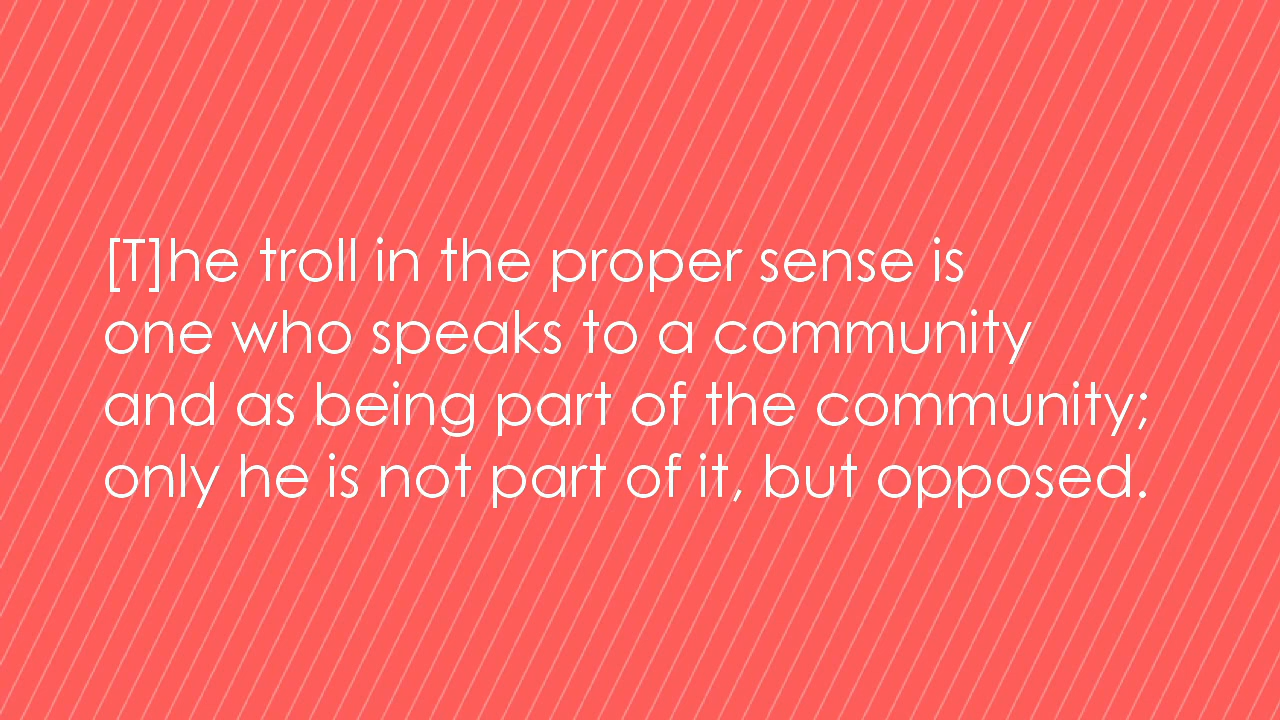 [T]he troll in the proper sense is
one who speaks to a community
and as being part of the community;
only he is not part of it, but opposed.